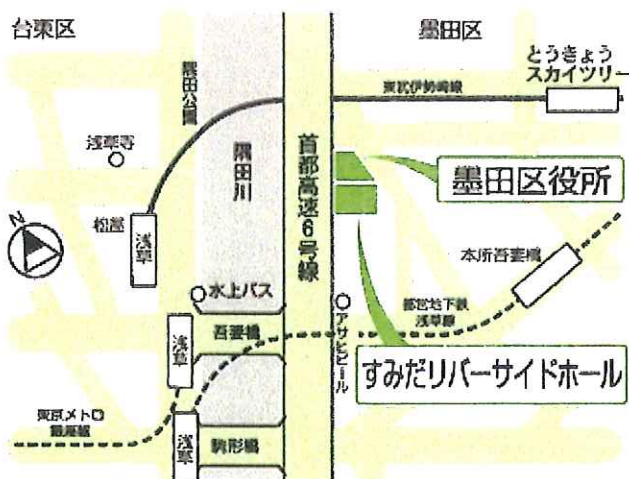 台東区
墨田区
とうきょう
スカイツリー
東武伊勢崎線
隅田公園
浅草寺
隅田川
首都高速6号線
墨田区役所
松屋
浅草
N
本所吾妻橋
水上バス
都営地下鉄
浅草線
アサヒビール
吾妻橋
浅草
すみだリバーサイドホール
東京メトロ
銀座線
浅草
駒形橋